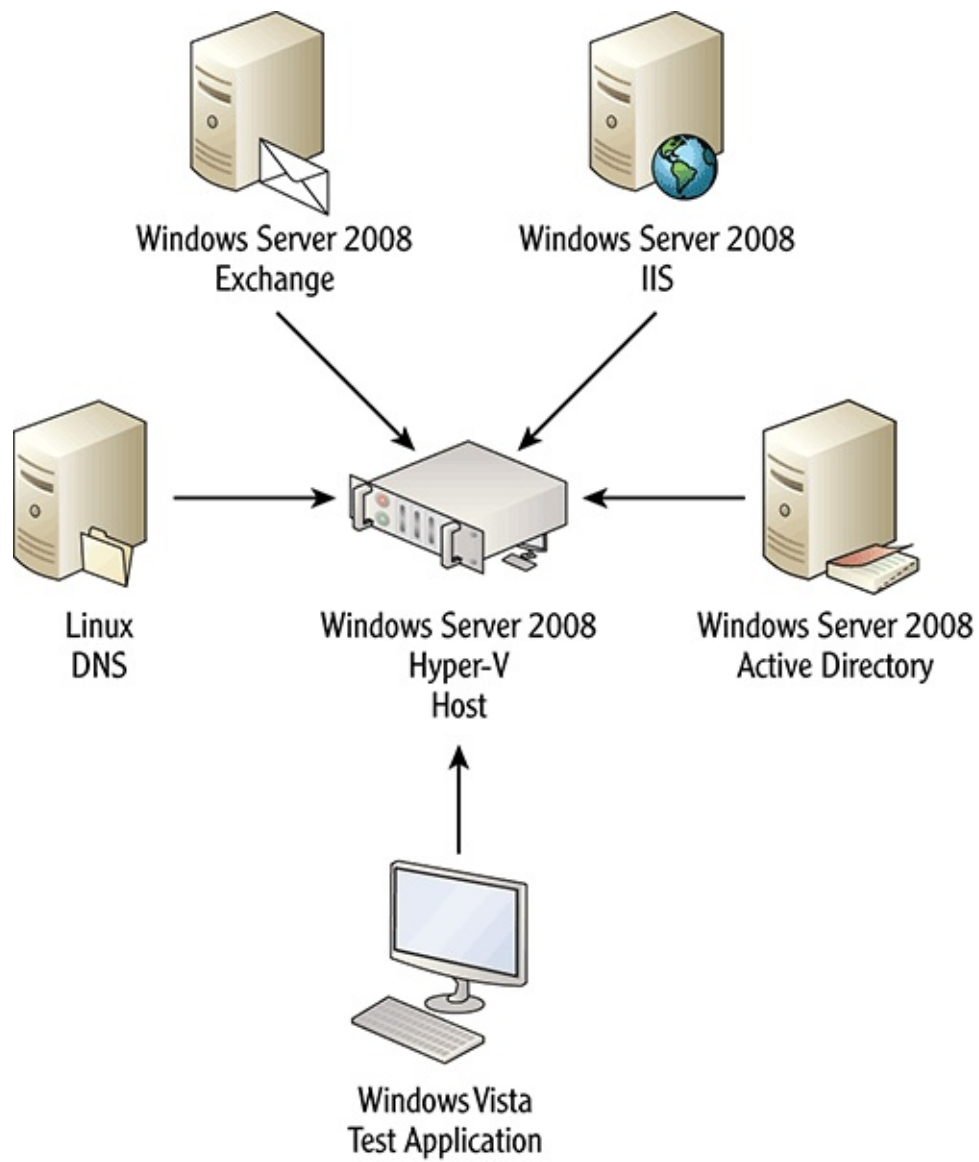 Windows Server 2008
Exchange
Windows Server 2008
IIS
Linux
DNS
Windows Server 2008
Hyper-V
Host
Windows Server 2008
Active Directory
Windows Vista
Test Application